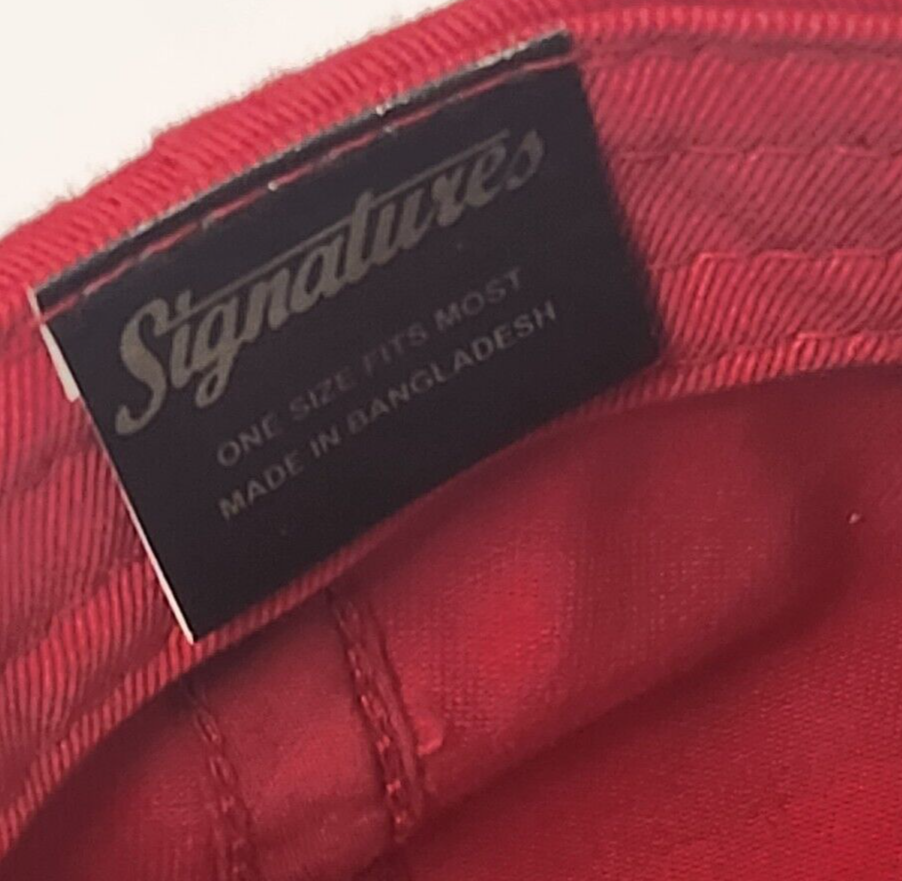 Signatures
ONE SIZE FITS MOST
MADE IN BANGLADESH